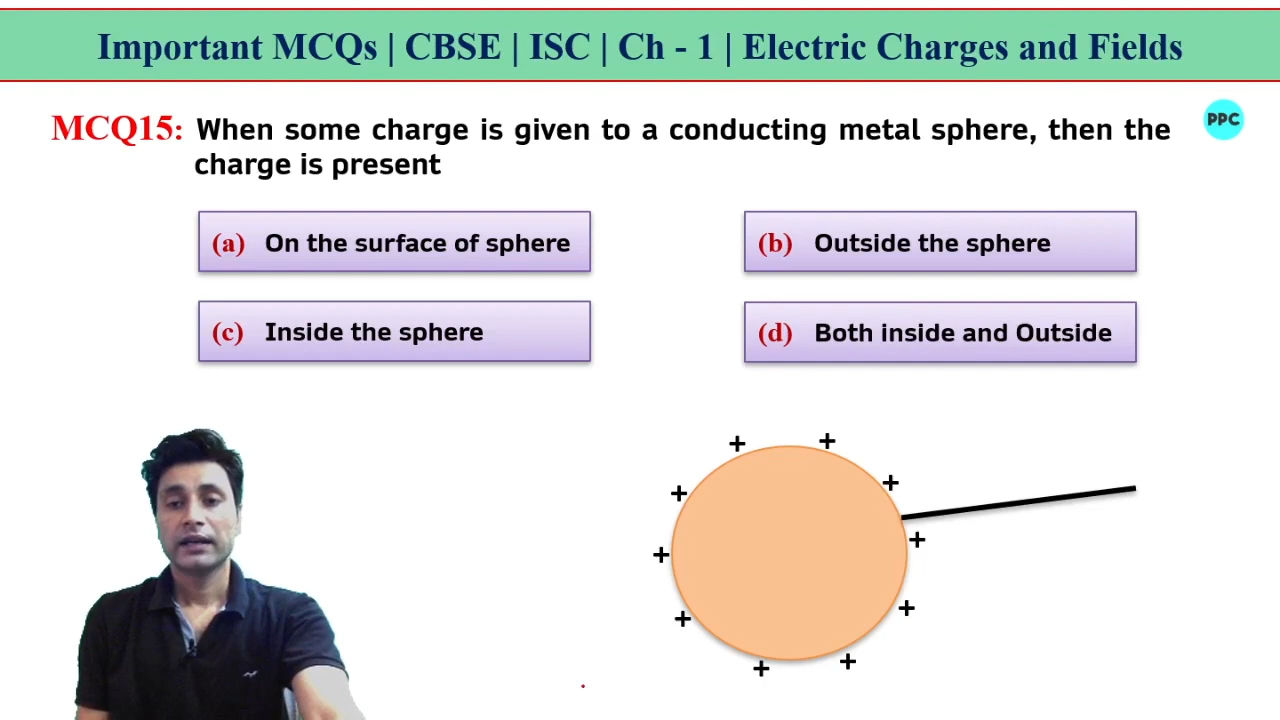 Important MCQs | CBSE | ISC | Ch - 1 | Electric Charges and Fields
MCQ15: When some charge is given to a conducting metal sphere, then the
charge is present
PPC
(a) On the surface of sphere
(b) Outside the sphere
(c) Inside the sphere
(d) Both inside and Outside
+ +
+ +
+ +
+ +
+ +